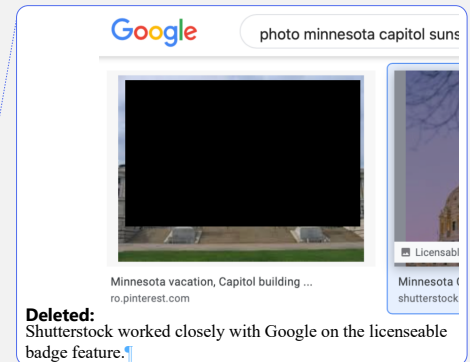 Google
photo minnesota capitol suns
Licensabl
Minnesota vacation, Capitol building ...
ro.pinterest.com
Minnesota
shutterstock
Deleted:
Shutterstock worked closely with Google on the licenseable
badge feature.¶